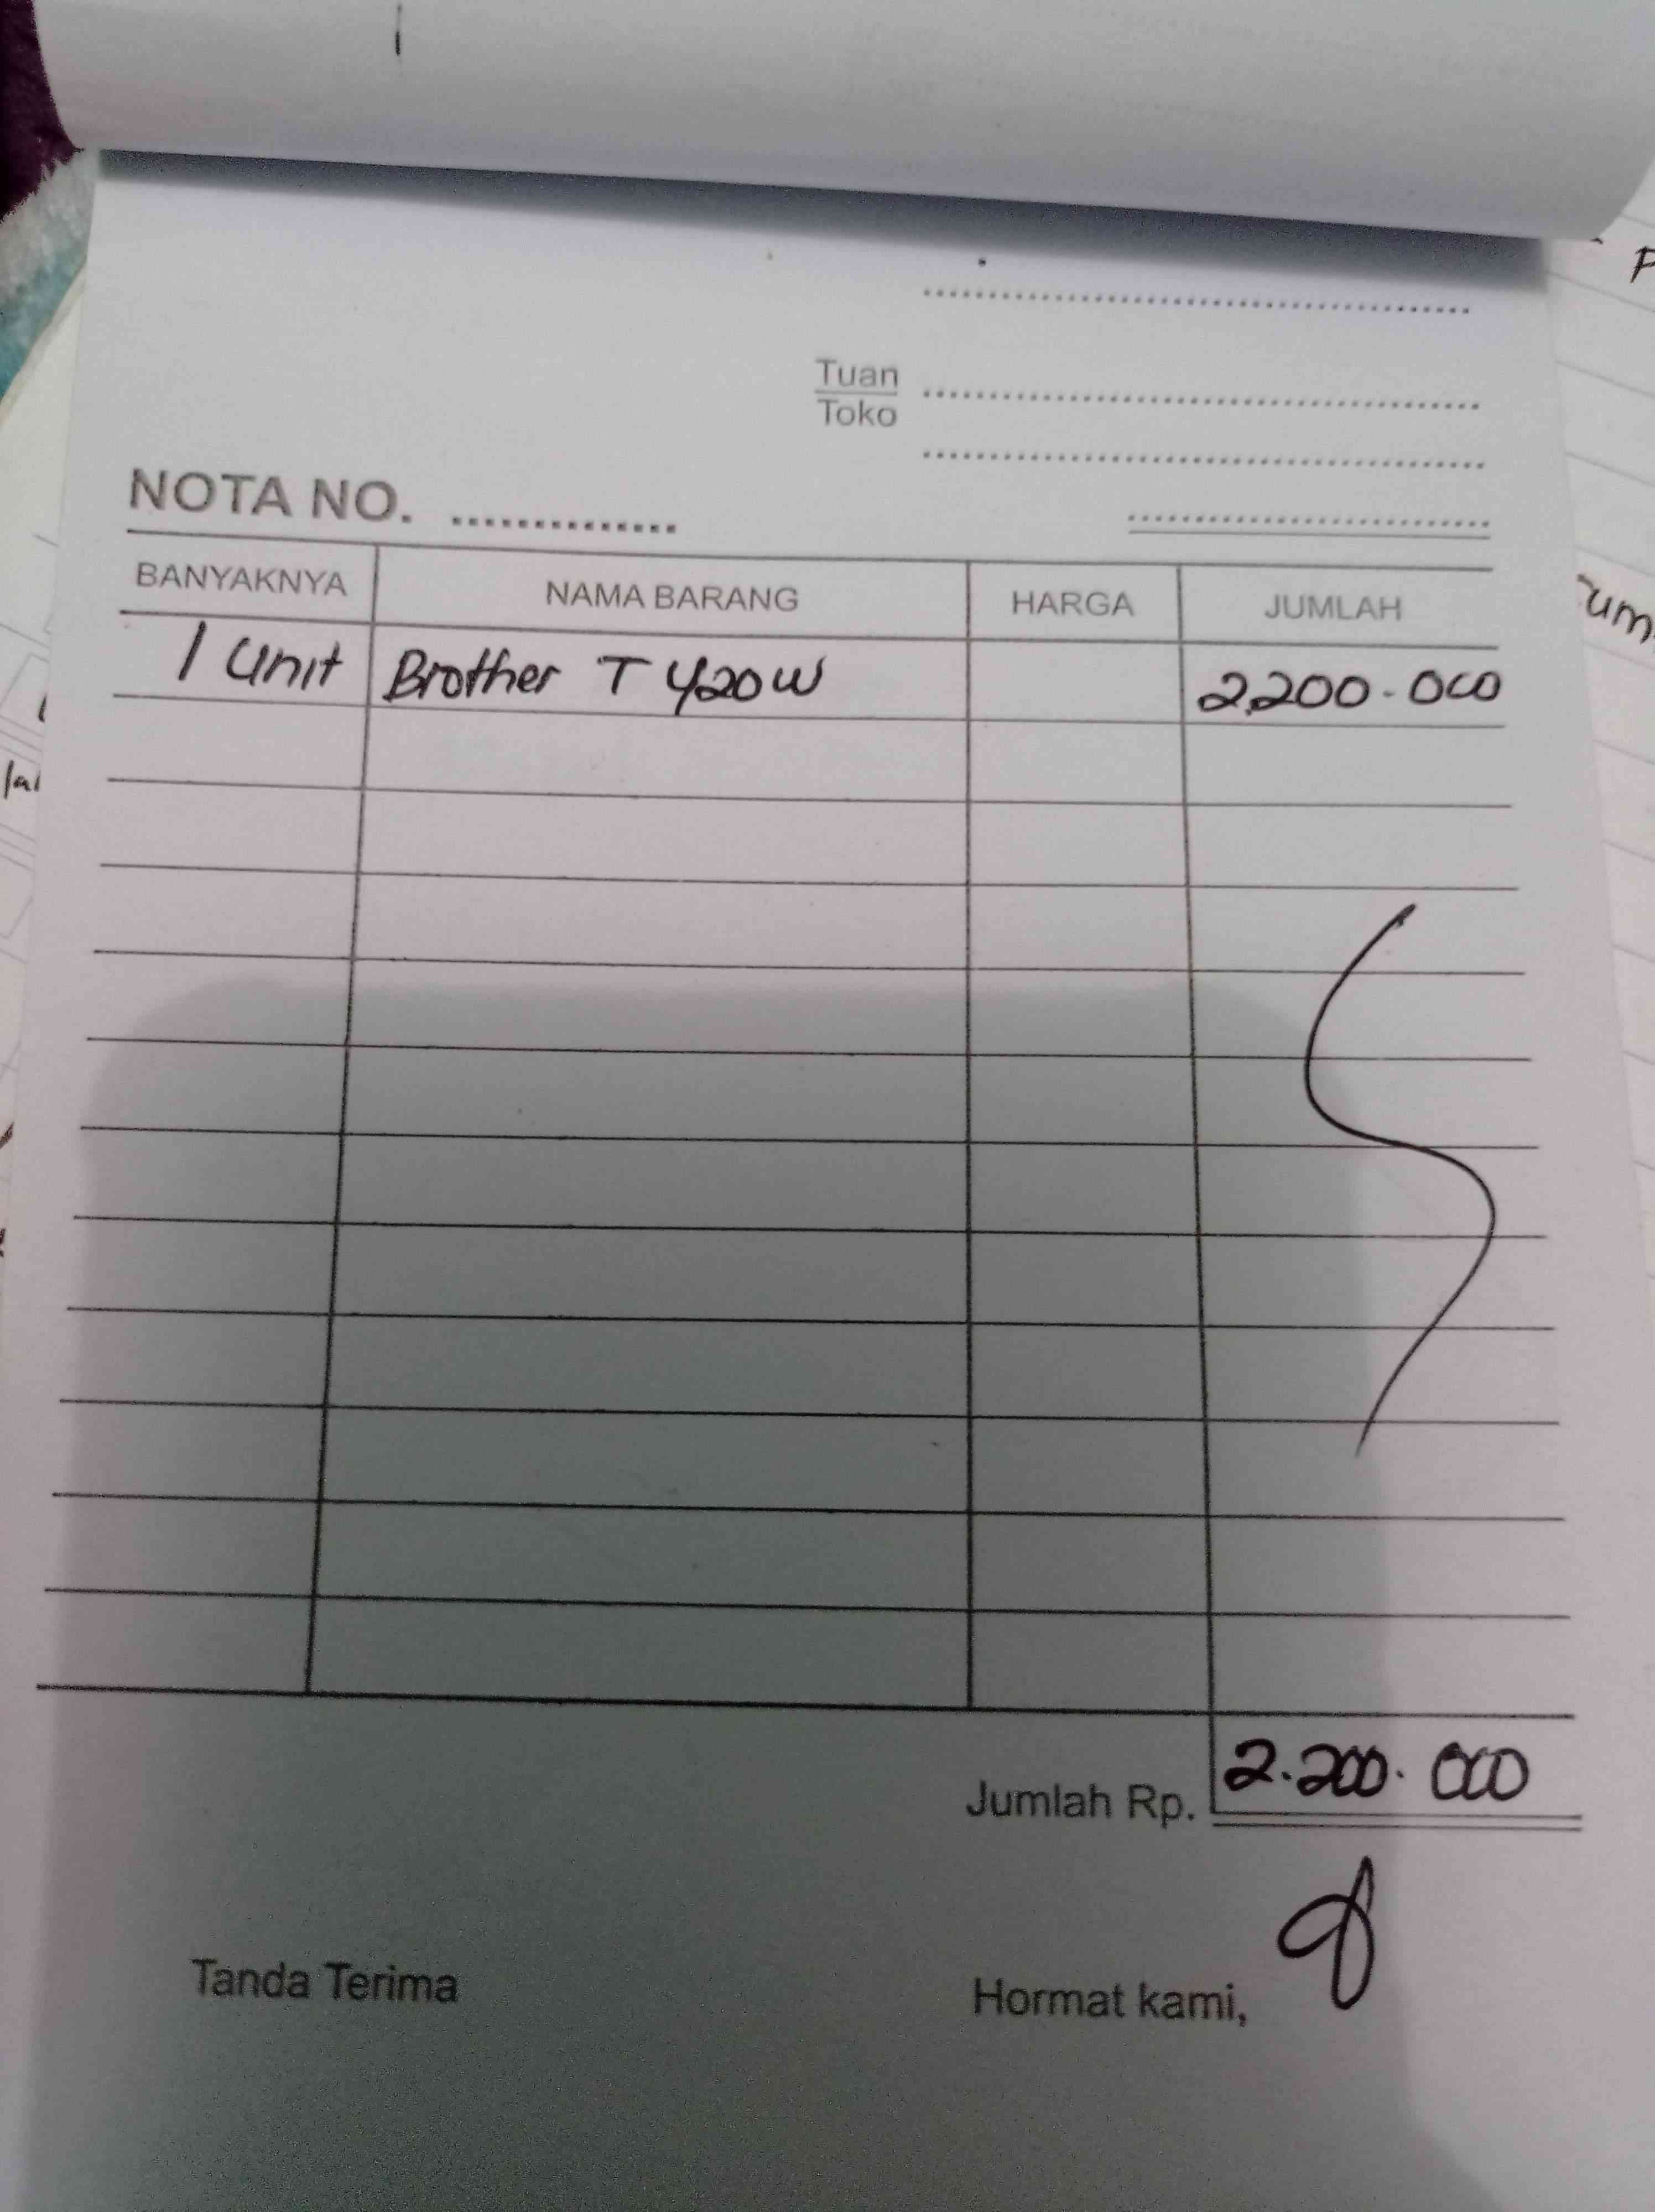 Tuan
Toko
NOTA NO.
BANYAKNYA NAMA BARANG HARGA JUMLAH
1 Unit Brother T 420W 2.200.000
Jumlah Rp. 2.200.000
Tanda Terima Hormat kami,